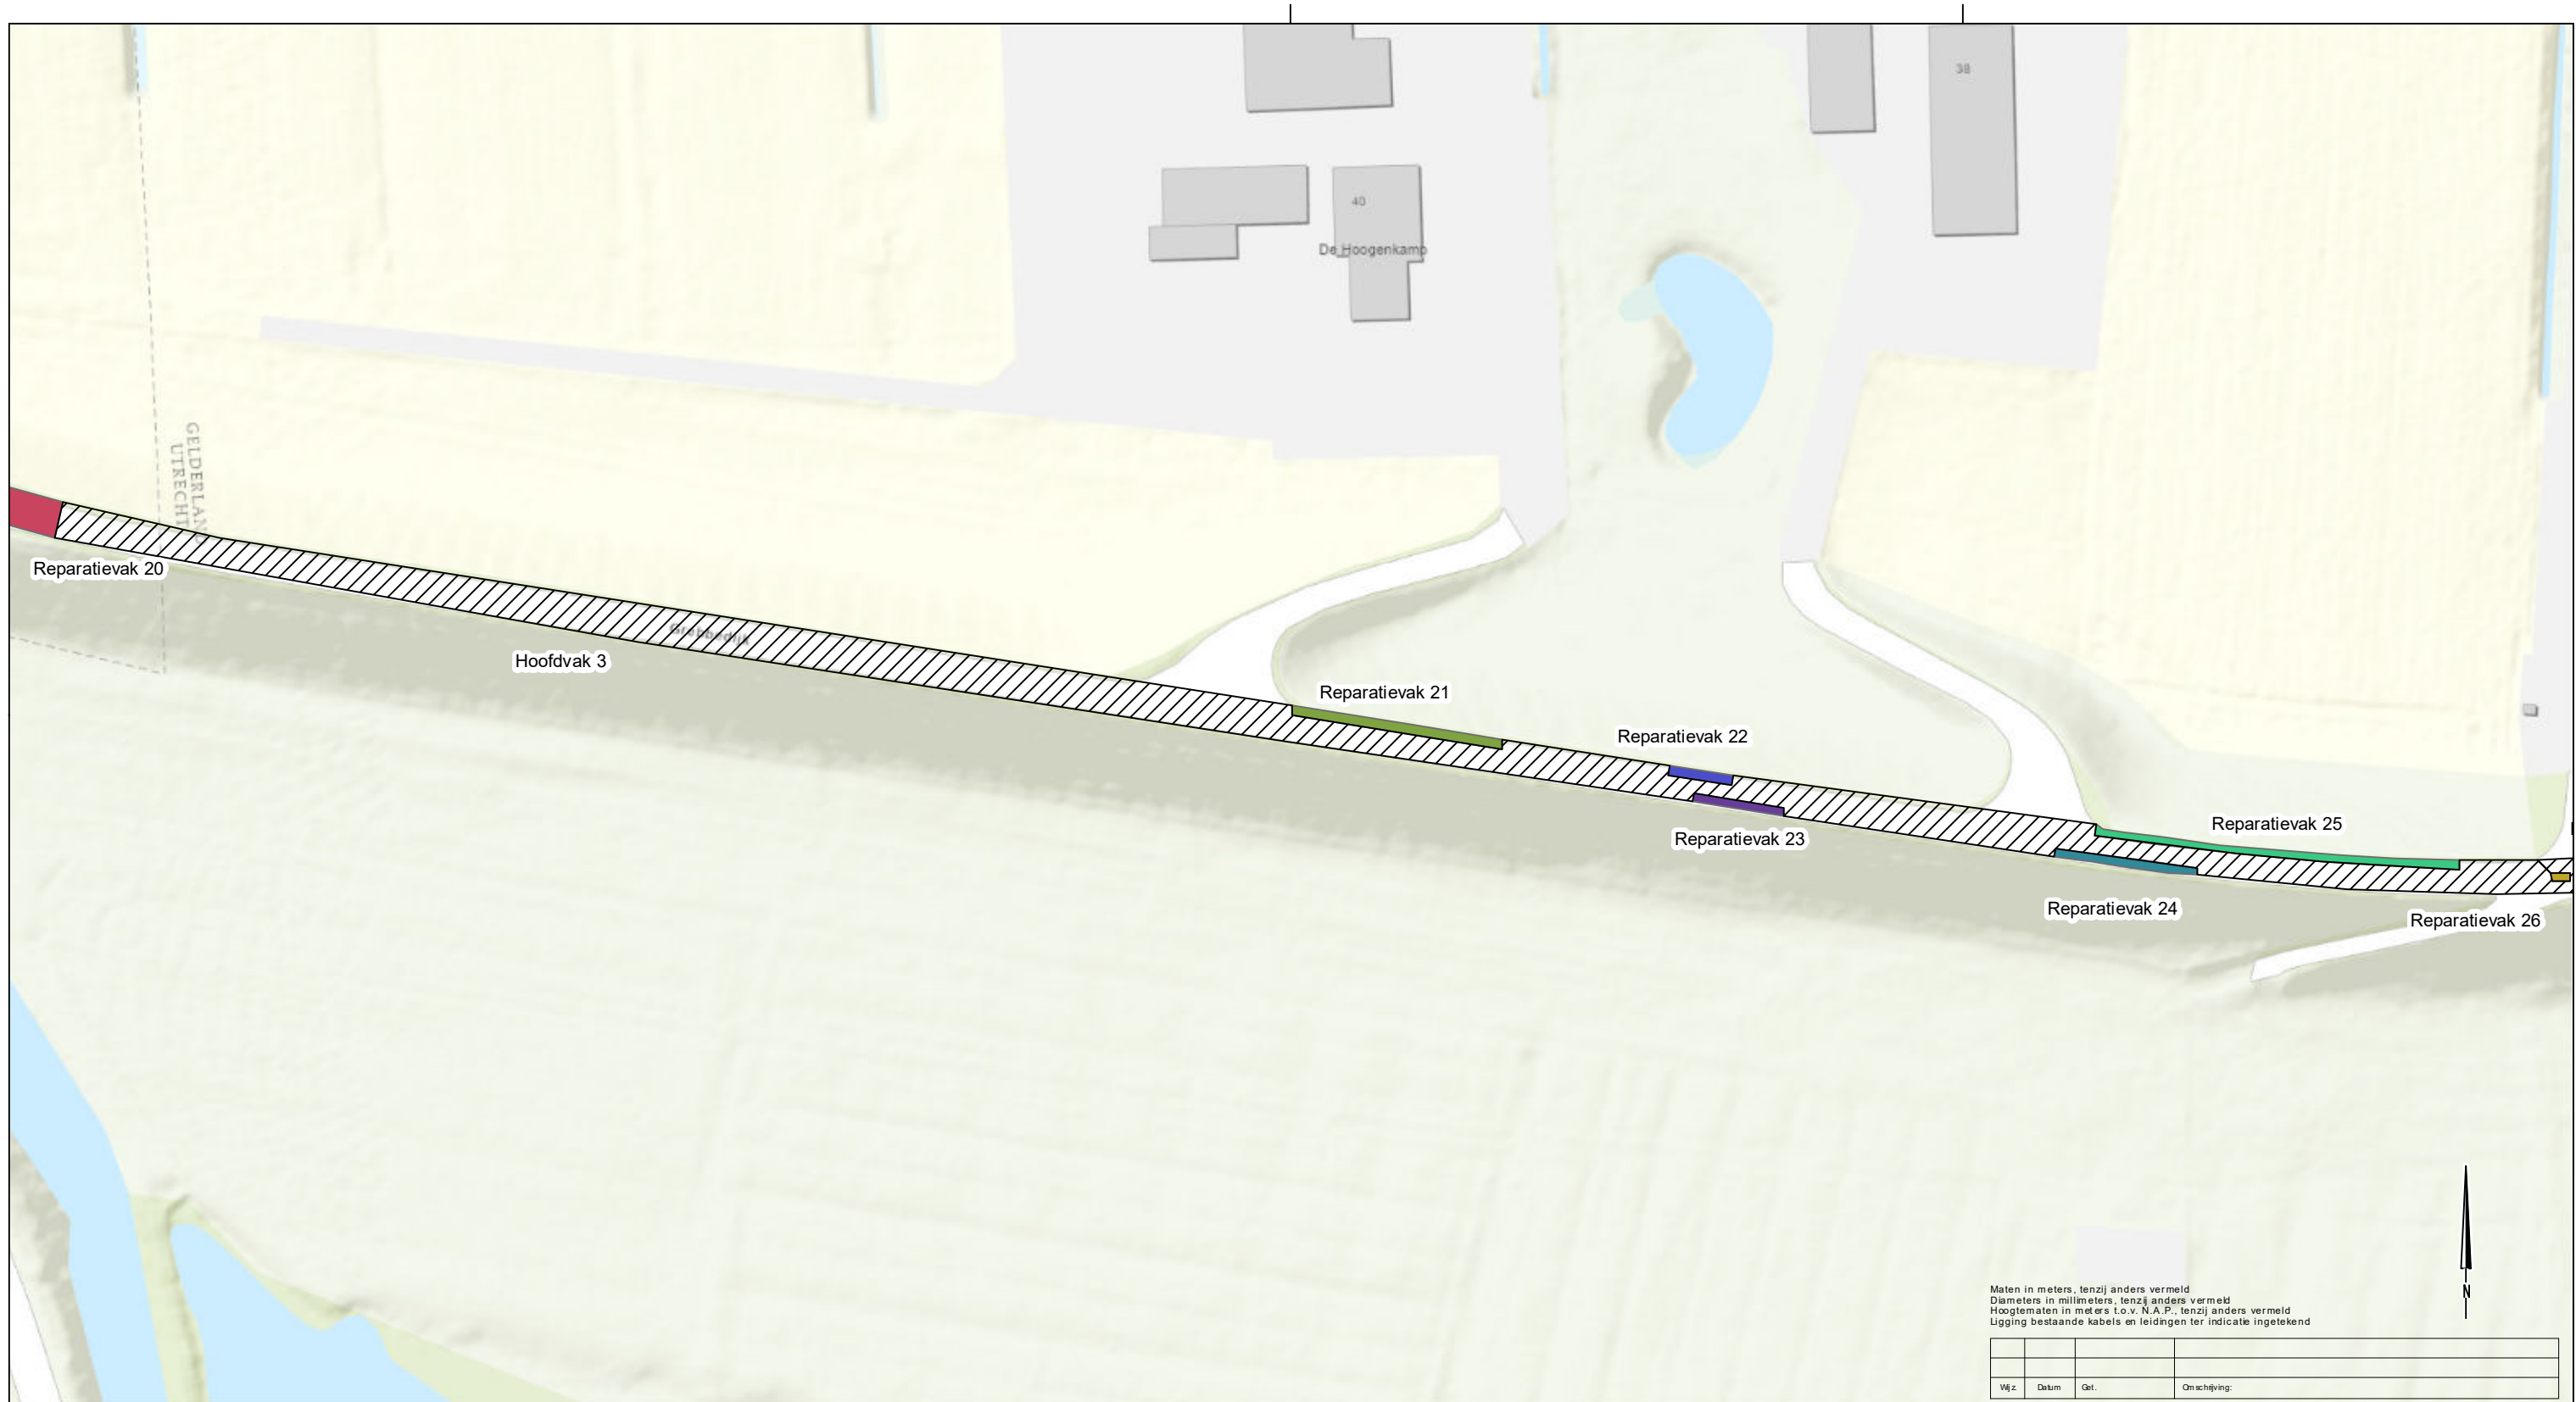 38
40
De Hoogenkamp
GELDERLAND
UTRECHT
Reparatievak 20
Grebbedijk
Hoofdvak 3
Reparatievak 21
Reparatievak 22
Reparatievak 23
Reparatievak 25
Reparatievak 24
Reparatievak 26
N
Maten in meters, tenzij anders vermeld
Diameters in millimeters, tenzij anders vermeld
Hoogtematen in meters t.o.v. N.A.P., tenzij anders vermeld
Ligging bestaande kabels en leidingen ter indicatie ingetekend
Wijz. Datum Get. Omschrijving: